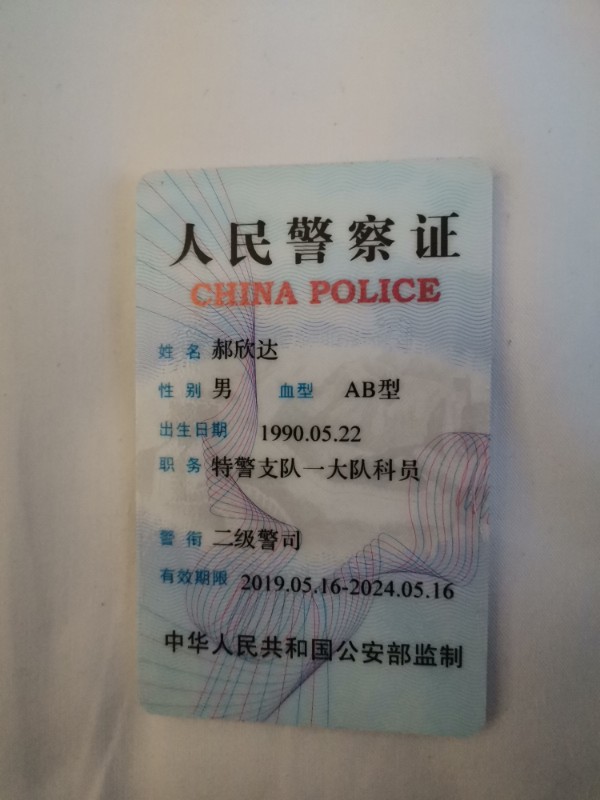 人民警察证
CHINA POLICE
姓名 郝欣达
性别 男 血型 AB型
出生日期 1990.05.22
职务 特警支队一大队科员
警衔 二级警司
有效期限 2019.05.16-2024.05.16
中华人民共和国公安部监制